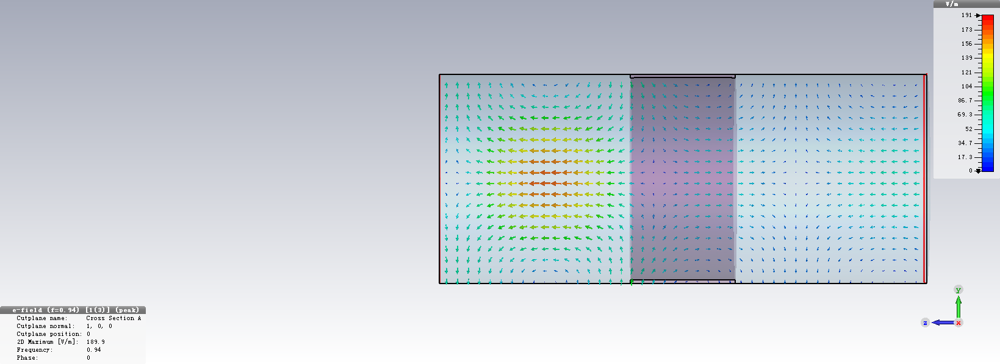 V/m
191
173
156
139
121
104
86.7
69.3
52
34.7
17.3
0
y
z
x
e-field (f=0.94) [1(3)] (peak)
Cutplane name: Cross Section A
Cutplane normal: 1, 0, 0
Cutplane position: 0
2D Maximum [V/m]: 189.9
Frequency: 0.94
Phase: 0